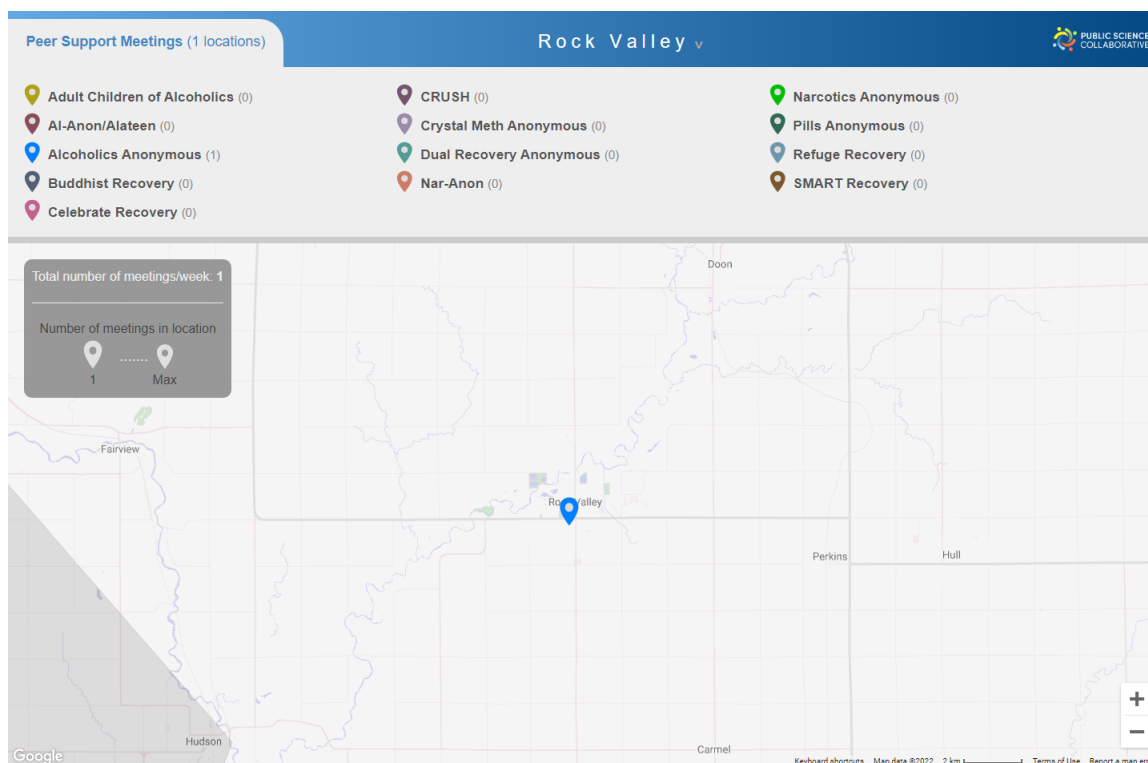 Peer Support Meetings (1 locations)
Rock Valley v
PUBLIC SCIENCE
COLLABORATIVE
Adult Children of Alcoholics (0)
Al-Anon/Alateen (0)
Alcoholics Anonymous (1)
Buddhist Recovery (0)
Celebrate Recovery (0)
CRUSH (0)
Crystal Meth Anonymous (0)
Dual Recovery Anonymous (0)
Nar-Anon (0)
Narcotics Anonymous (0)
Pills Anonymous (0)
Refuge Recovery (0)
SMART Recovery (0)
Total number of meetings/week: 1
Number of meetings in location
1 ....... Max
Doon
Fairview
Rock Valley
Perkins
Hull
Hudson
Carmel
+
−
Google
Keyboard shortcuts Map data ©2022 2 km Terms of Use Report a map er